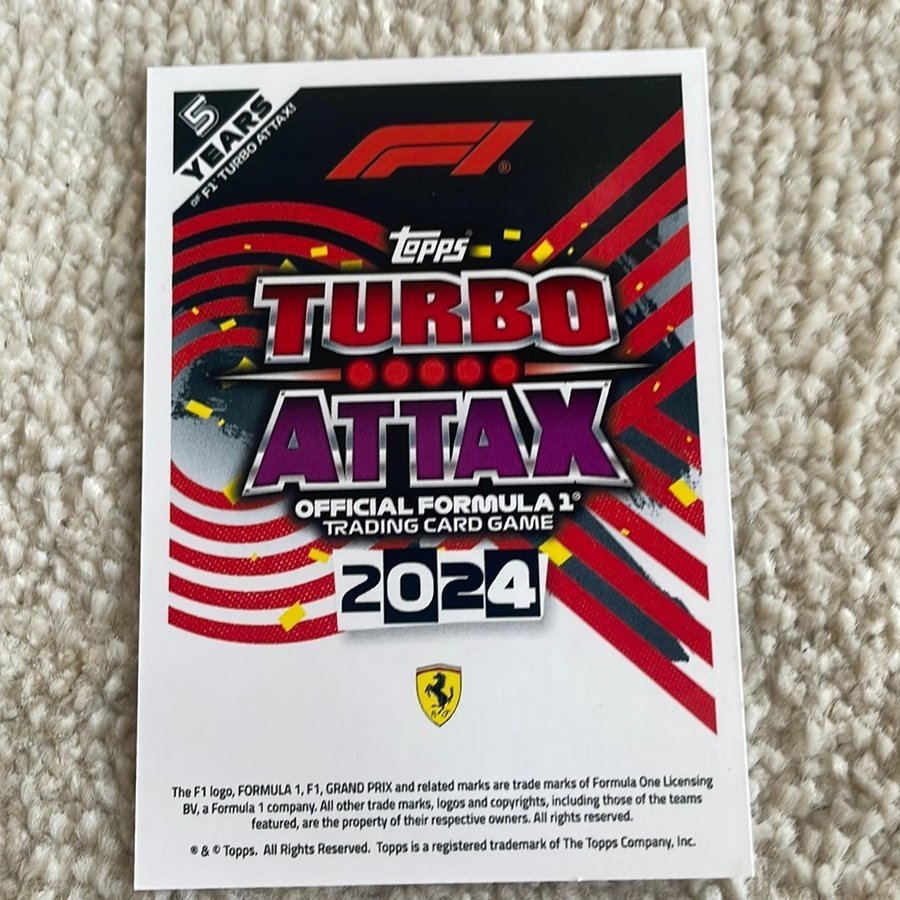 5
YEARS
OF F1® TURBO ATTAX!
F1®
Topps®
TURBO
ATTAX
OFFICIAL FORMULA 1®
TRADING CARD GAME
2024
The F1 logo, FORMULA 1, F1, GRAND PRIX and related marks are trade marks of Formula One Licensing
BV, a Formula 1 company. All other trade marks, logos and copyrights, including those of the teams
featured, are the property of their respective owners. All rights reserved.
® & © Topps. All Rights Reserved. Topps is a registered trademark of The Topps Company, Inc.